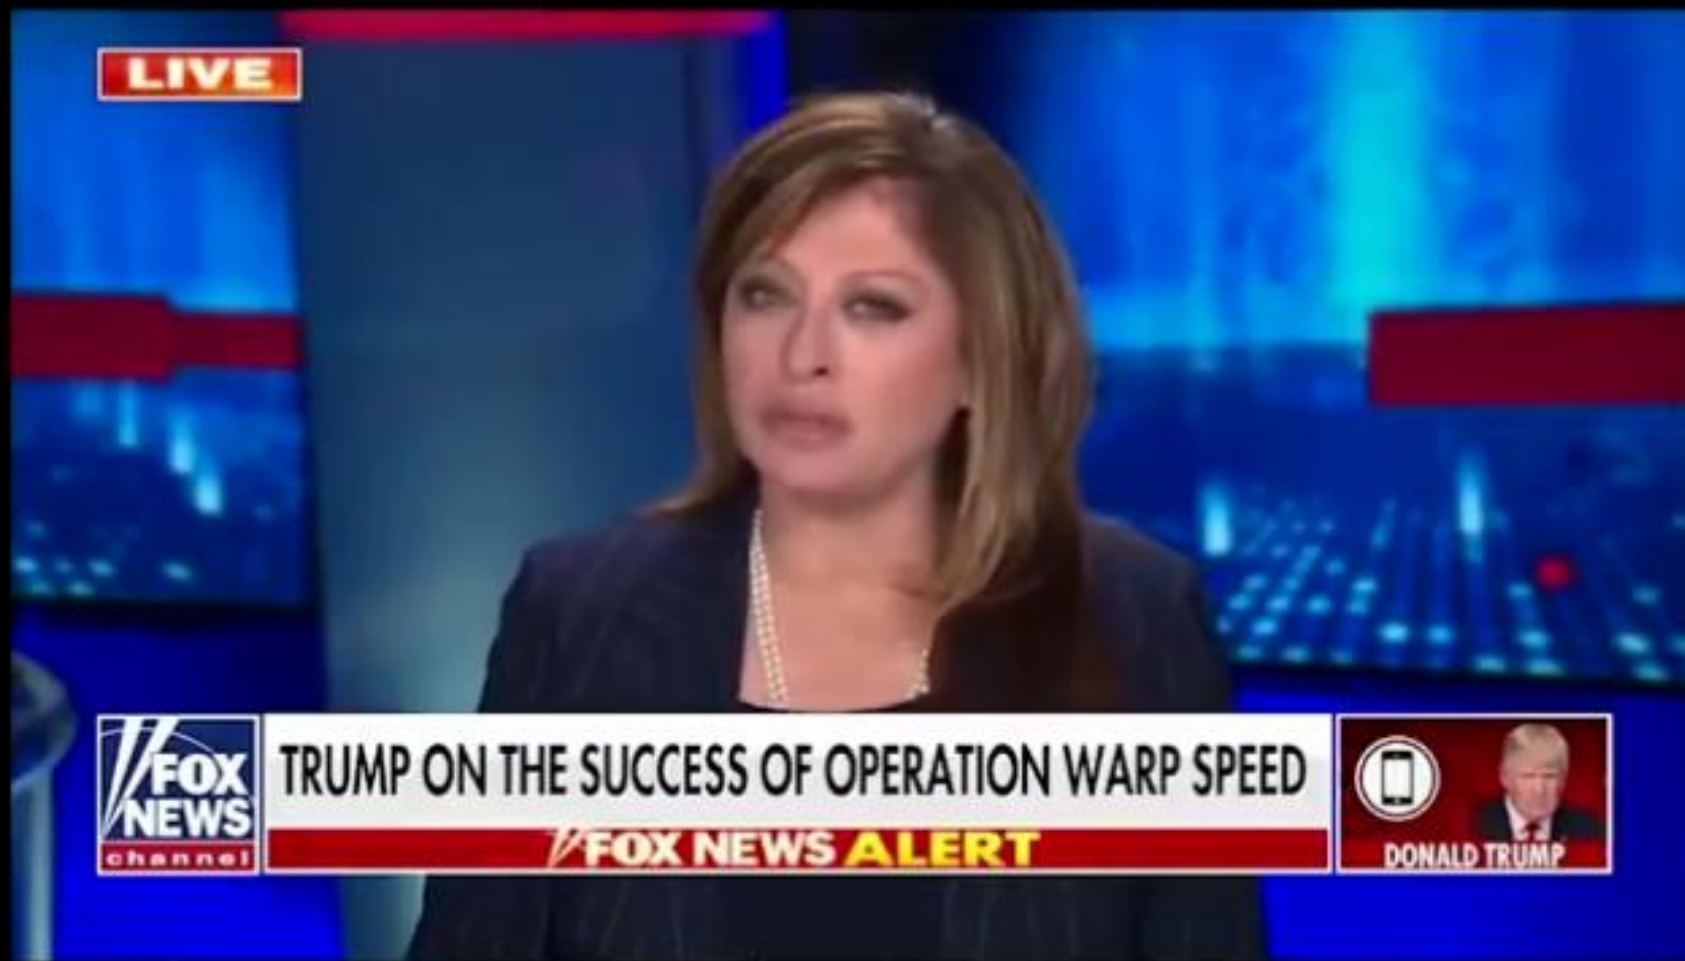 LIVE
FOX
NEWS
channel
TRUMP ON THE SUCCESS OF OPERATION WARP SPEED
FOX NEWS ALERT
DONALD TRUMP